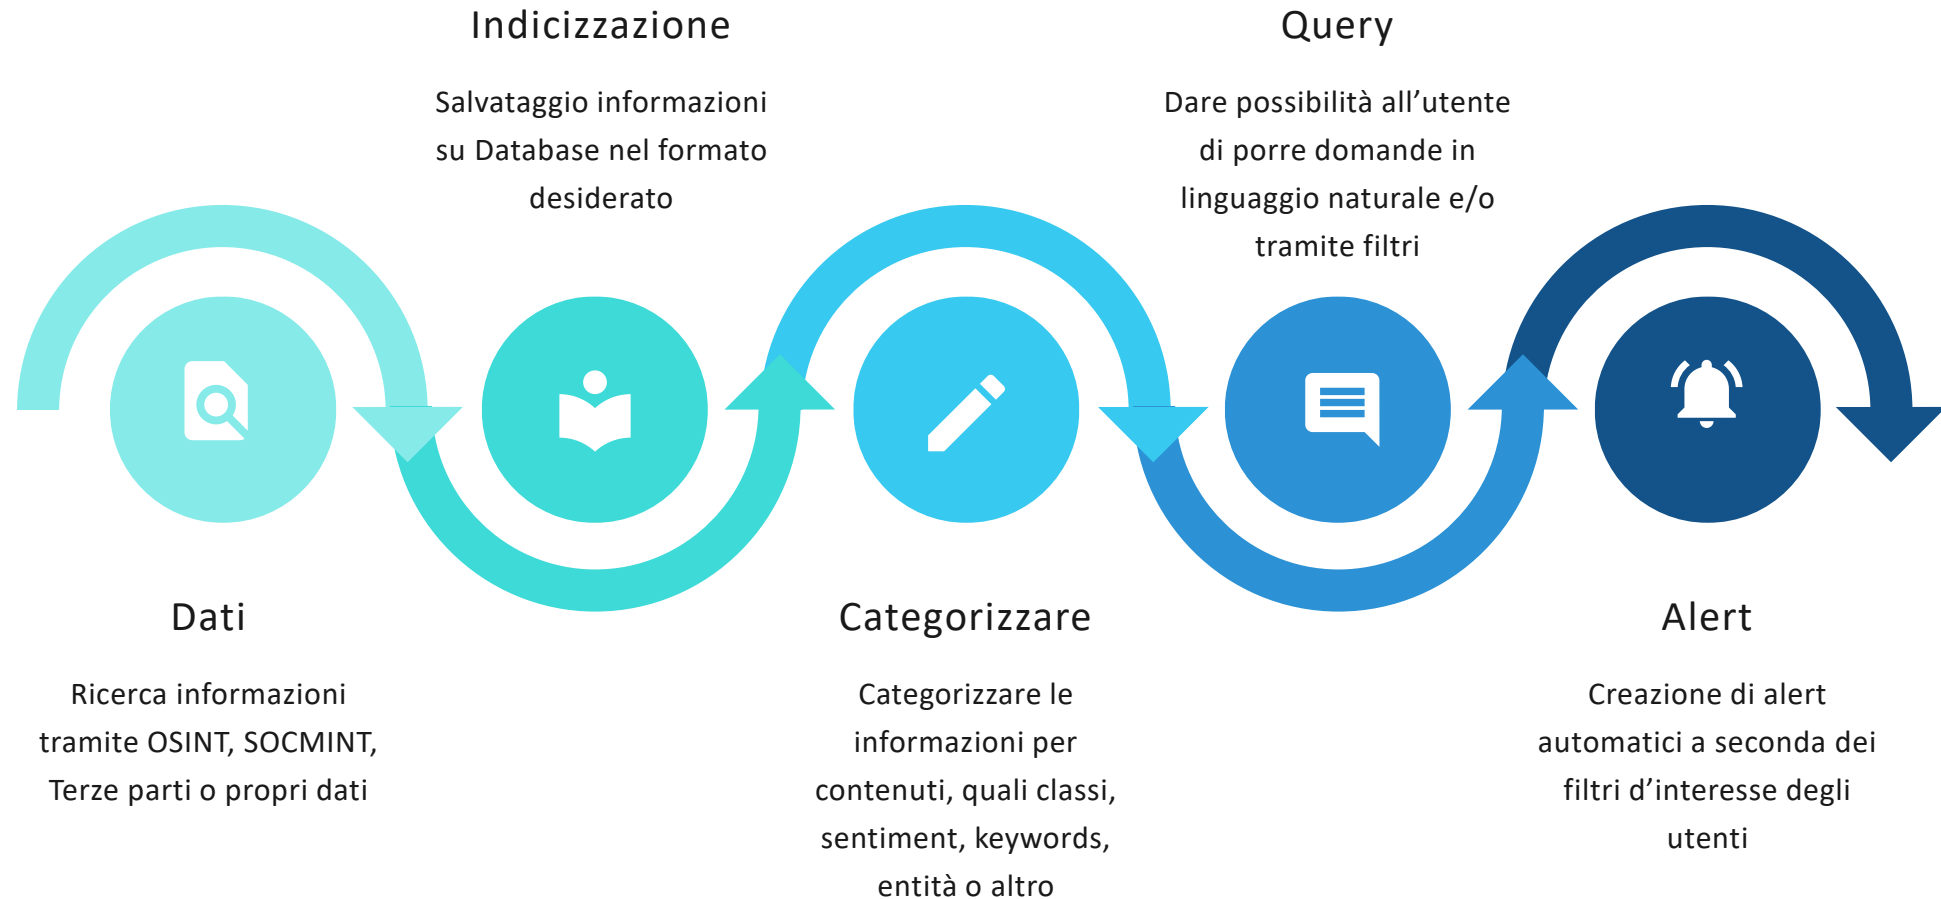 Indicizzazione
Salvataggio informazioni
su Database nel formato
desiderato
Query
Dare possibilità all’utente
di porre domande in
linguaggio naturale e/o
tramite filtri
Dati
Ricerca informazioni
tramite OSINT, SOCMINT,
Terze parti o propri dati
Categorizzare
Categorizzare le
informazioni per
contenuti, quali classi,
sentiment, keywords,
entità o altro
Alert
Creazione di alert
automatici a seconda dei
filtri d’interesse degli
utenti